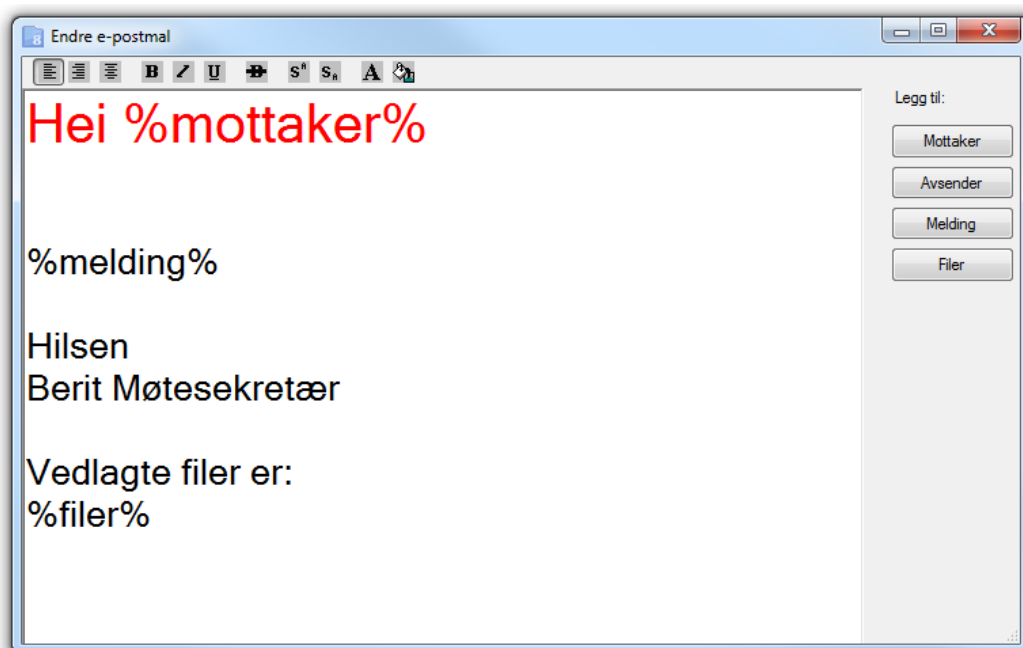 Endre e-postmal
B U D S a S a A
Legg til:
Hei %mottaker%
Mottaker
Avsender
Melding
Filer
%melding%
Hilsen
Berit Møtesekretær
Vedlagte filer er:
%filer%